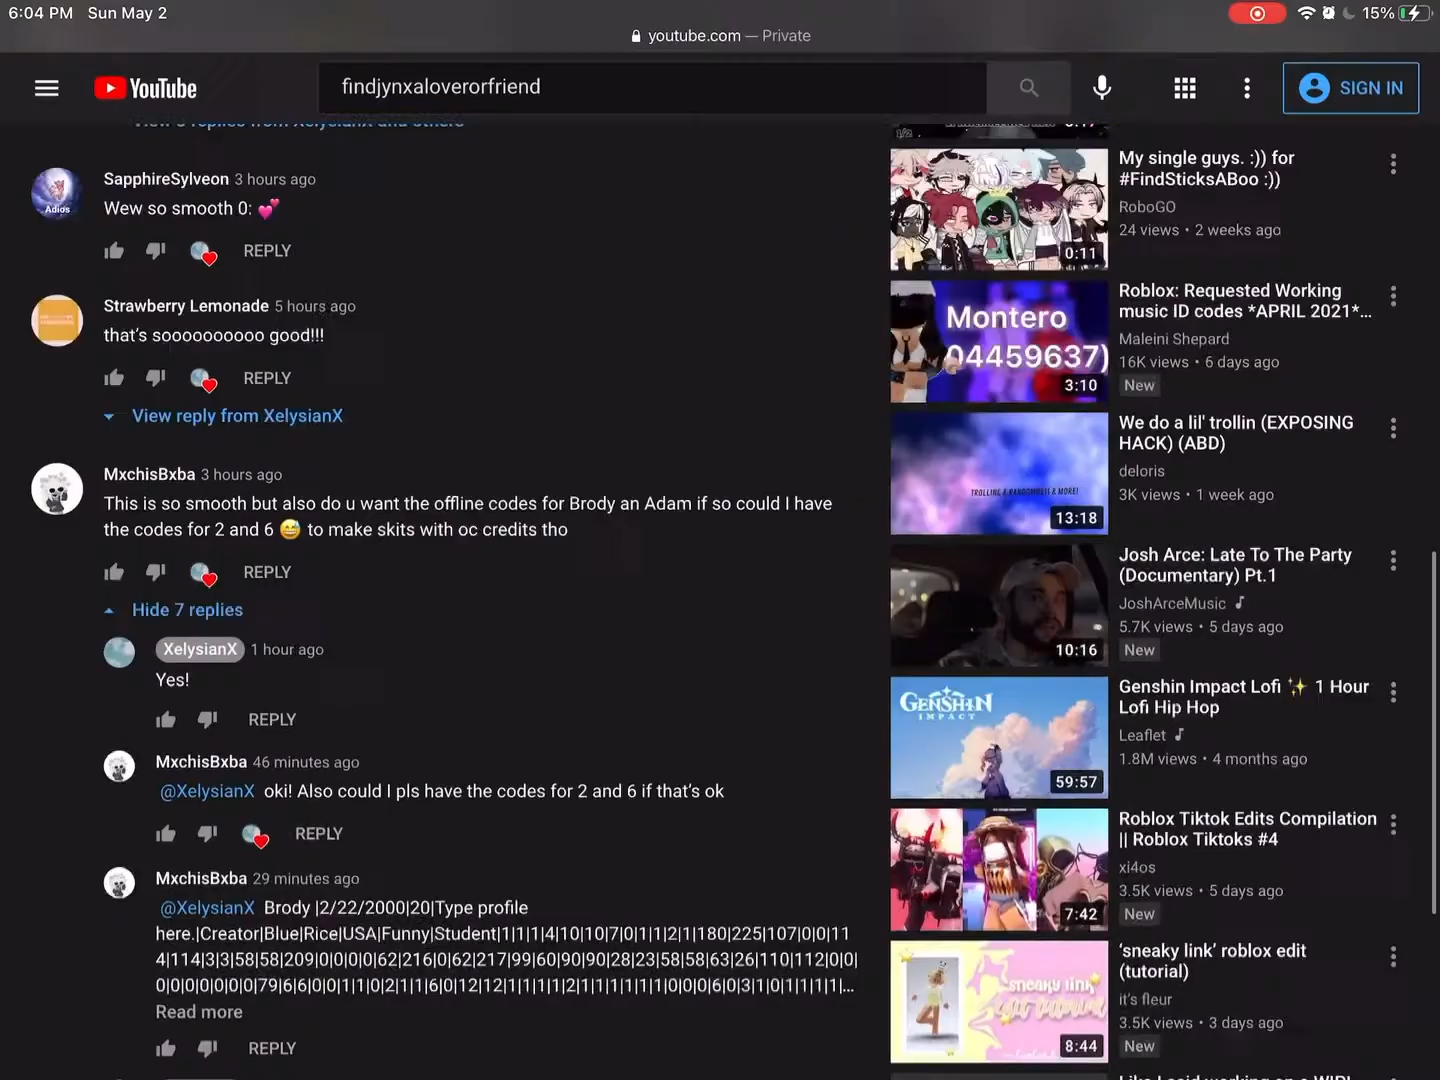 6:04 PM Sun May 2
15%
youtube.com — Private
YouTube
findjynxaloverorfriend
SIGN IN
View 3 replies from XelysianX and others
SapphireSylveon 3 hours ago
Adios
Wew so smooth 0: 💕
REPLY
Strawberry Lemonade 5 hours ago
that's soooooooooo good!!!
REPLY
View reply from XelysianX
MxchisBxba 3 hours ago
This is so smooth but also do u want the offline codes for Brody an Adam if so could I have
the codes for 2 and 6 😅 to make skits with oc credits tho
REPLY
Hide 7 replies
XelysianX 1 hour ago
Yes!
REPLY
MxchisBxba 46 minutes ago
@XelysianX oki! Also could I pls have the codes for 2 and 6 if that's ok
REPLY
MxchisBxba 29 minutes ago
@XelysianX Brody |2/22/2000|20|Type profile
here.|Creator|Blue|Rice|USA|Funny|Student|1|1|1|4|10|10|7|0|1|1|2|1|180|225|107|0|0|11
4|114|3|3|58|58|209|0|0|0|0|62|216|0|62|217|99|60|90|90|28|23|58|58|63|26|110|112|0|0|
0|0|0|0|0|0|0|79|6|6|0|0|1|1|0|2|1|1|6|0|12|12|1|1|1|1|2|1|1|1|1|1|1|0|0|0|6|0|3|1|0|1|1|1|1|...
Read more
REPLY
My single guys. :)) for
#FindSticksABoo :))
RoboGO
24 views • 2 weeks ago
0:11
Roblox: Requested Working
music ID codes *APRIL 2021*...
Maleini Shepard
16K views • 6 days ago
New
Montero
04459637)
3:10
We do a lil' trollin (EXPOSING
HACK) (ABD)
deloris
3K views • 1 week ago
TROLLING & RANDOMNESS & MORE!
13:18
Josh Arce: Late To The Party
(Documentary) Pt.1
JoshArceMusic ♪
5.7K views • 5 days ago
New
10:16
Genshin Impact Lofi ✨ 1 Hour
Lofi Hip Hop
Leaflet ♪
1.8M views • 4 months ago
GENSHIN
IMPACT
59:57
Roblox Tiktok Edits Compilation
|| Roblox Tiktoks #4
xi4os
3.5K views • 5 days ago
New
7:42
'sneaky link' roblox edit
(tutorial)
it's fleur
3.5K views • 3 days ago
New
sneaky link
edit tutorial
8:44